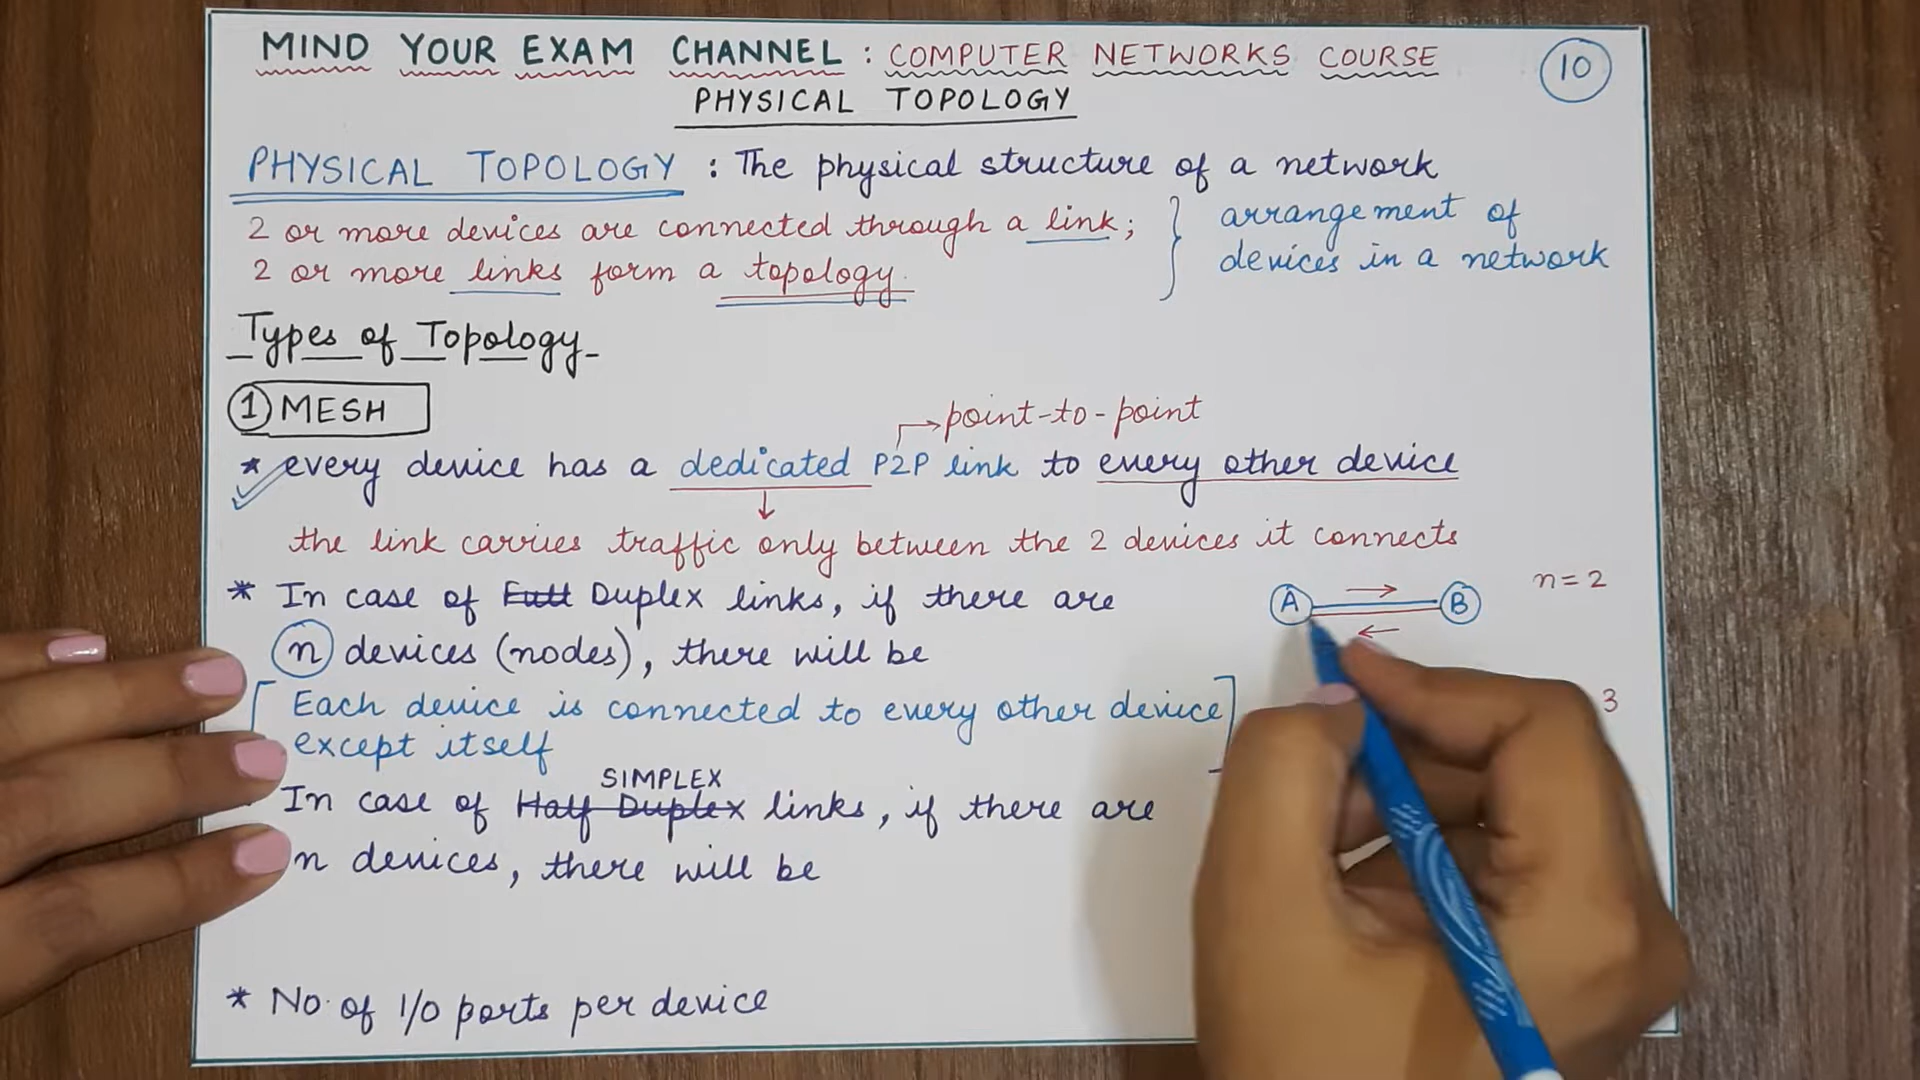 MIND YOUR EXAM CHANNEL : COMPUTER NETWORKS COURSE
10
PHYSICAL TOPOLOGY
PHYSICAL TOPOLOGY : The physical structure of a network
2 or more devices are connected through a link;
2 or more links form a topology.
arrangement of
devices in a network
Types of Topology
1 MESH
point-to-point
* every device has a dedicated P2P link to every other device
the link carries traffic only between the 2 devices it connects
* In case of Full Duplex links, if there are
n devices (nodes), there will be
A B n = 2
[Each device is connected to every other device]
except itself
3
SIMPLEX
In case of Half Duplex links, if there are
n devices, there will be
* No. of I/O ports per device